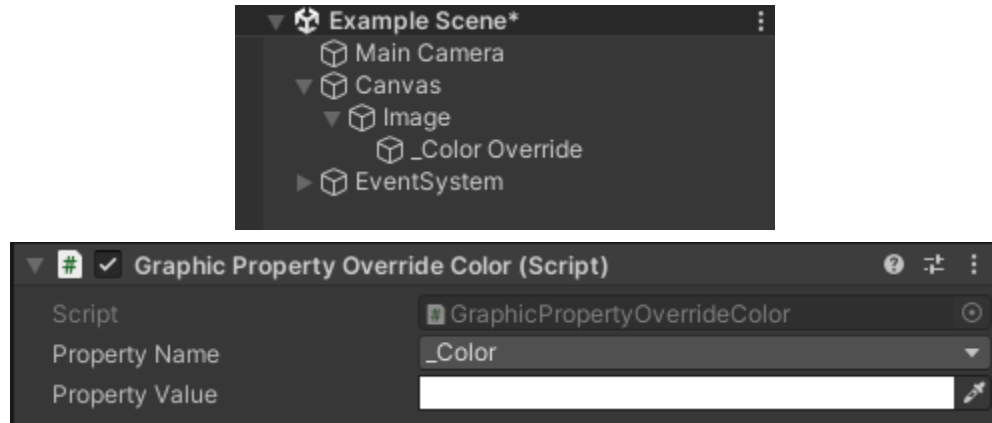 Example Scene*
Main Camera
Canvas
Image
_Color Override
EventSystem
# Graphic Property Override Color (Script)
Script # GraphicPropertyOverrideColor
Property Name _Color
Property Value